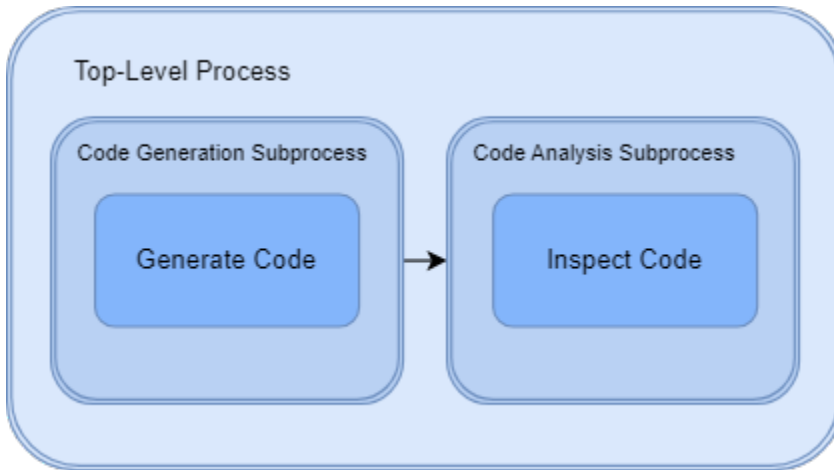 Top-Level Process
Code Generation Subprocess
Code Analysis Subprocess
Generate Code
Inspect Code